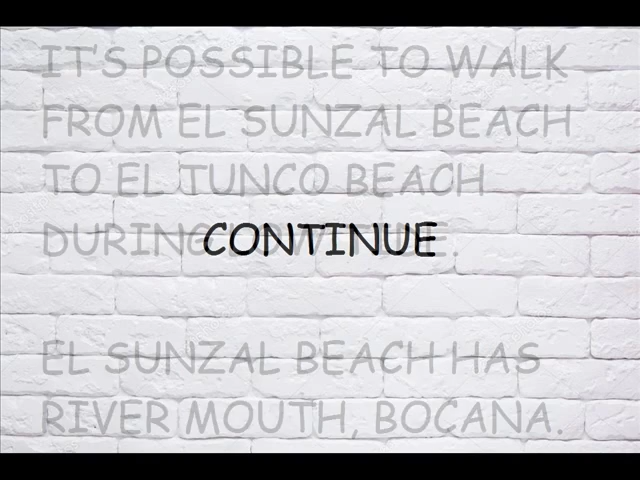 IT'S POSSIBLE TO WALK
FROM EL SUNZAL BEACH
TO EL TUNCO BEACH
DURING
CONTINUE
EL SUNZAL BEACH HAS
RIVER MOUTH, BOCANA.